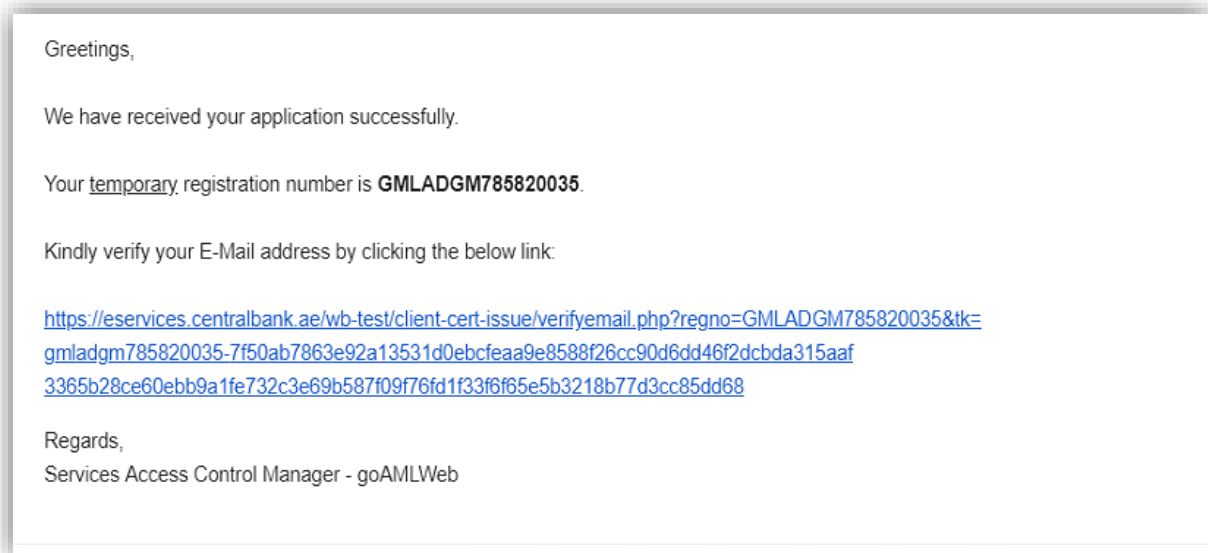 Greetings,
We have received your application successfully.
Your temporary registration number is GMLADGM785820035.
Kindly verify your E-Mail address by clicking the below link:
https://eservices.centralbank.ae/wb-test/client-cert-issue/verifyemail.php?regno=GMLADGM785820035&tk=
gmladgm785820035-7f50ab7863e92a13531d0ebcfeaa9e8588f26cc90d6dd46f2dcbda315aaf
3365b28ce60ebb9a1fe732c3e69b587f09f76fd1f33f6f65e5b3218b77d3cc85dd68
Regards,
Services Access Control Manager - goAMLWeb